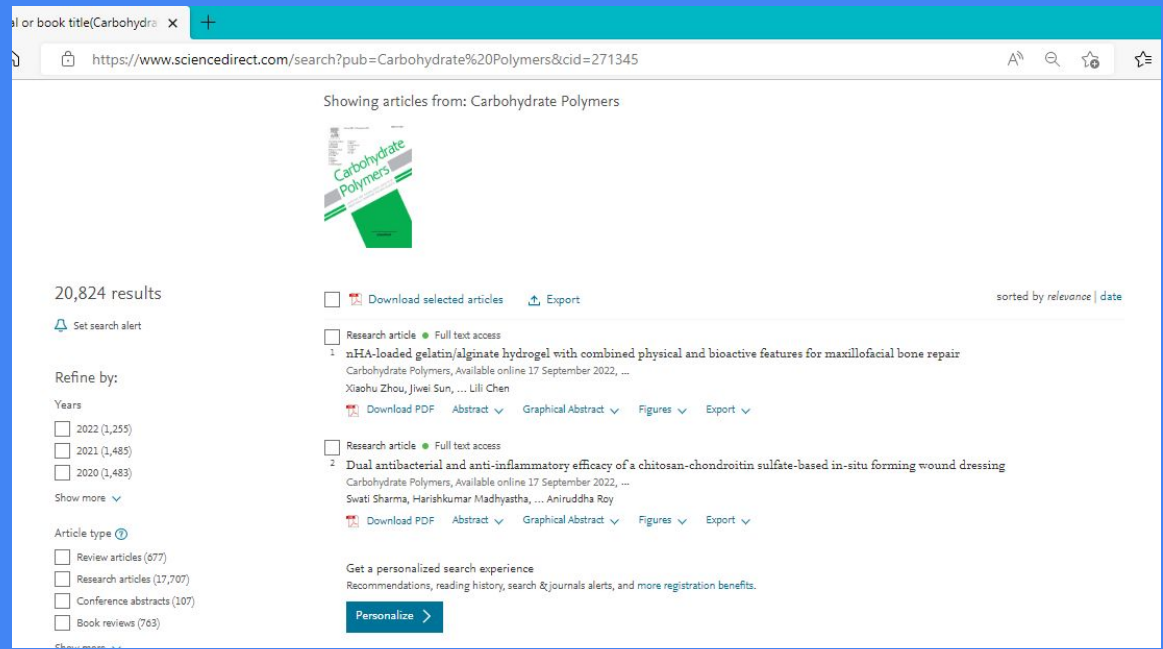 al or book title(Carbohydra
https://www.sciencedirect.com/search?pub=Carbohydrate%20Polymers&cid=271345
Showing articles from: Carbohydrate Polymers
Carbohydrate
Polymers
20,824 results
Set search alert
Refine by:
Years
2022 (1,255)
2021 (1,485)
2020 (1,483)
Show more
Article type
Review articles (677)
Research articles (17,707)
Conference abstracts (107)
Book reviews (763)
Show more
Download selected articles Export
sorted by relevance | date
Research article Full text access
1 nHA-loaded gelatin/alginate hydrogel with combined physical and bioactive features for maxillofacial bone repair
Carbohydrate Polymers, Available online 17 September 2022, ...
Xiaohu Zhou, Jiwei Sun, ... Lili Chen
Download PDF Abstract Graphical Abstract Figures Export
Research article Full text access
2 Dual antibacterial and anti-inflammatory efficacy of a chitosan-chondroitin sulfate-based in-situ forming wound dressing
Carbohydrate Polymers, Available online 17 September 2022, ...
Swati Sharma, Harishkumar Madhyastha, ... Aniruddha Roy
Download PDF Abstract Graphical Abstract Figures Export
Get a personalized search experience
Recommendations, reading history, search & journals alerts, and more registration benefits.
Personalize